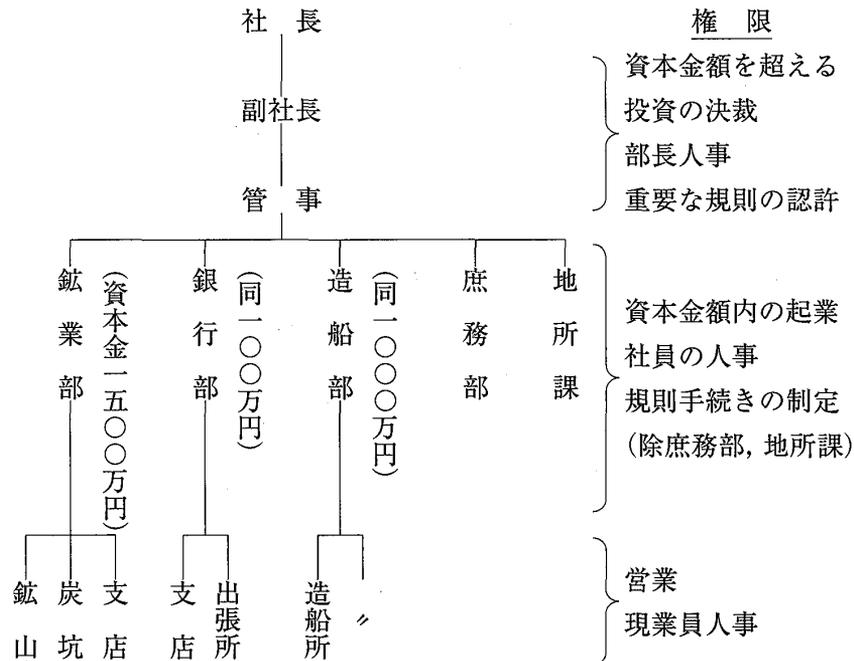 社長
副社長
管事
鉱業部
(資本金一五〇〇万円)
銀行部
(同一〇〇万円)
造船部
(同一〇〇〇万円)
庶務部
地所課
鉱山
炭坑
支店
支店
出張所
造船所
〃
権限
資本金額を超える
投資の決裁
部長人事
重要な規則の認許
資本金額内の起業
社員の人事
規則手続きの制定
(除庶務部, 地所課)
営業
現業員人事